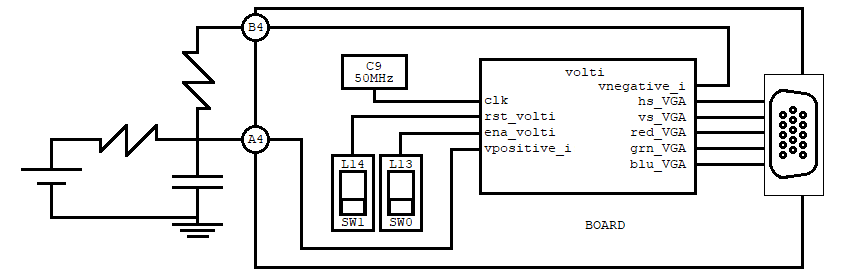 B4
C9
50MHz
volti
vnegative_i
clk
hs_VGA
rst_volti
vs_VGA
ena_volti
red_VGA
A4
vpositive_i
grn_VGA
L14
L13
blu_VGA
SW1
SW0
BOARD